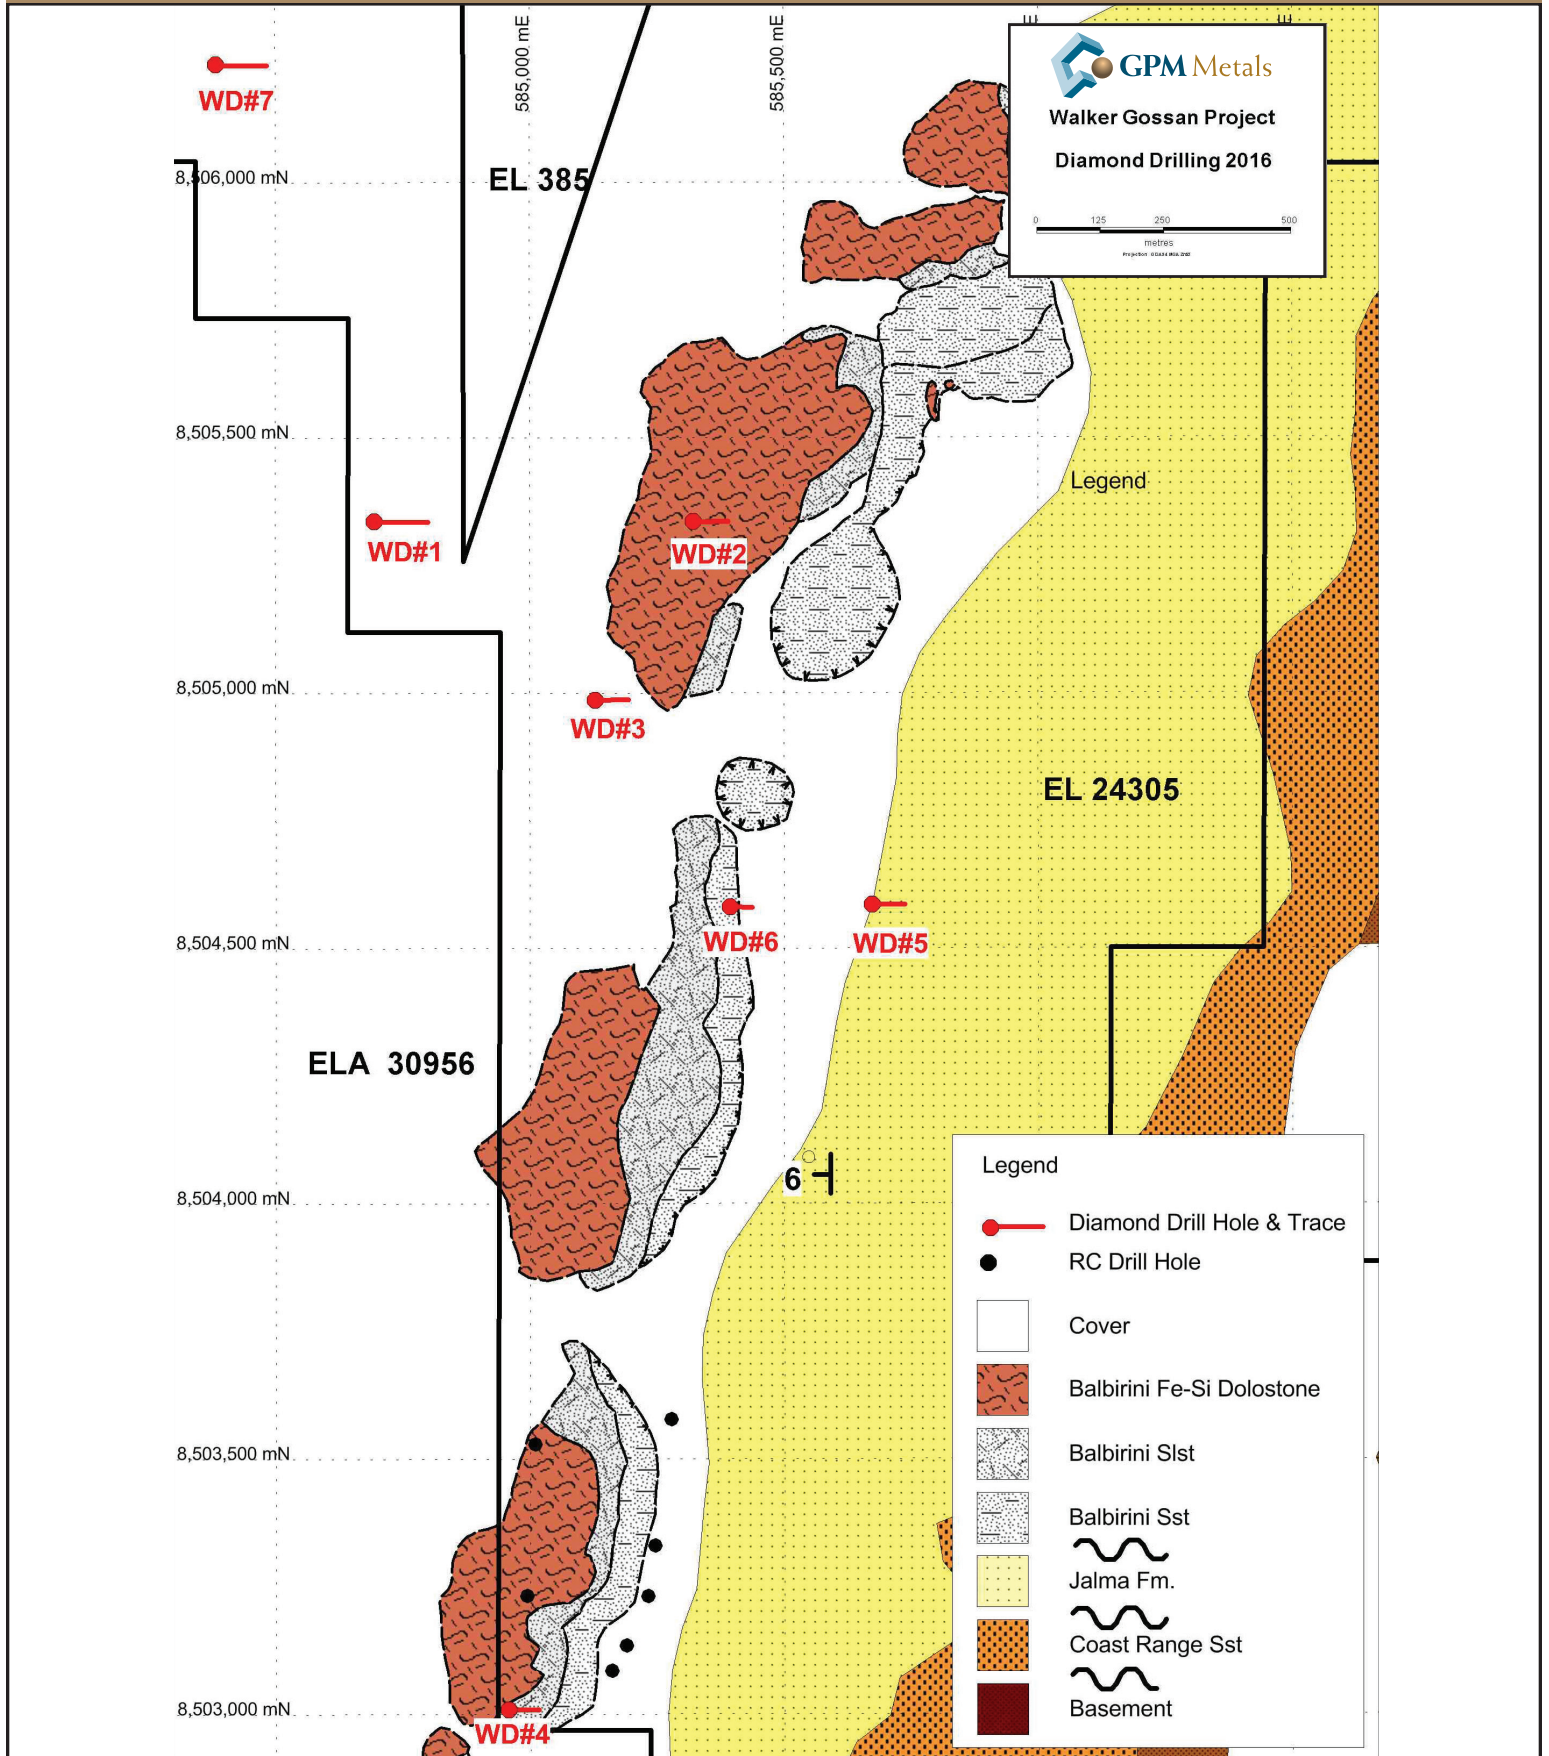 585,000 mE
585,500 mE
GPM Metals
Walker Gossan Project
Diamond Drilling 2016
0 125 250 500
metres
WD#7
8,506,000 mN
EL 385
8,505,500 mN
Legend
WD#1
WD#2
8,505,000 mN
WD#3
EL 24305
8,504,500 mN
WD#6
WD#5
ELA 30956
8,504,000 mN
6
8,503,500 mN
8,503,000 mN
WD#4
Legend
Diamond Drill Hole & Trace
RC Drill Hole
Cover
Balbirini Fe-Si Dolostone
Balbirini Slst
Balbirini Sst
Jalma Fm.
Coast Range Sst
Basement